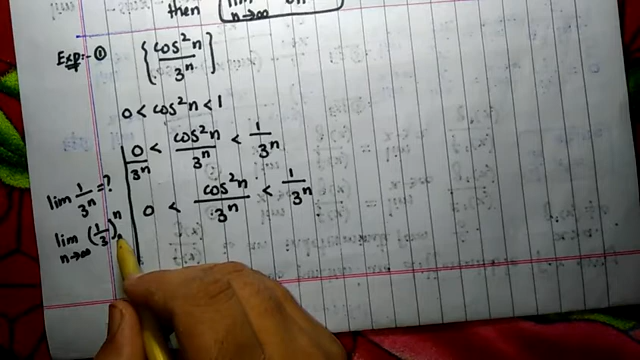 then lim n→∞
Exp:- ① {cos²n / 3ⁿ}
0 < cos²n < 1
0/3ⁿ < cos²n / 3ⁿ < 1/3ⁿ
0 < cos²n / 3ⁿ < 1/3ⁿ
lim 1/3ⁿ = ?
lim n→∞ (1/3)ⁿ